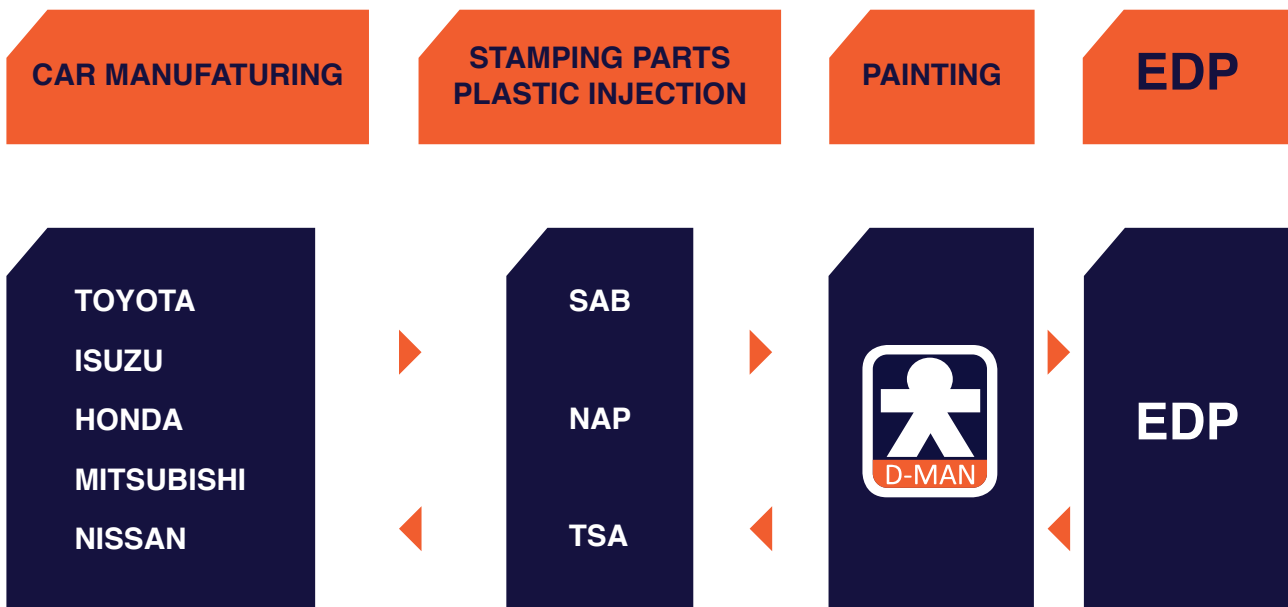 CAR MANUFATURING
STAMPING PARTS
PLASTIC INJECTION
PAINTING
EDP
TOYOTA
ISUZU
HONDA
MITSUBISHI
NISSAN
SAB
NAP
TSA
D-MAN
EDP